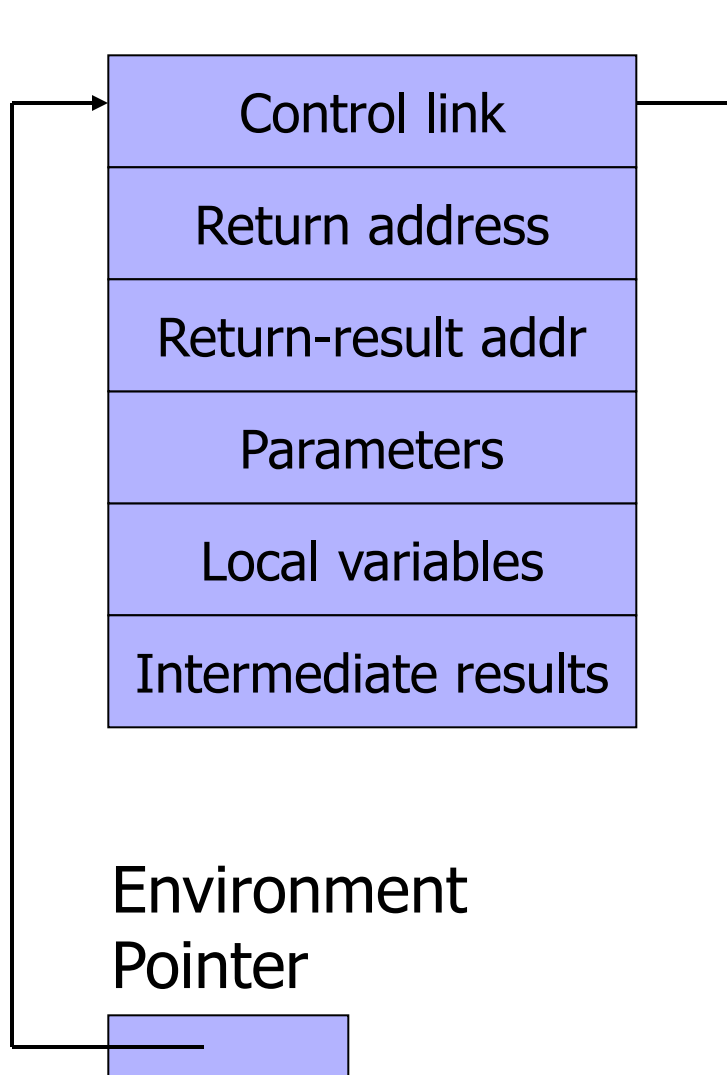 Control link
Return address
Return-result addr
Parameters
Local variables
Intermediate results
Environment
Pointer